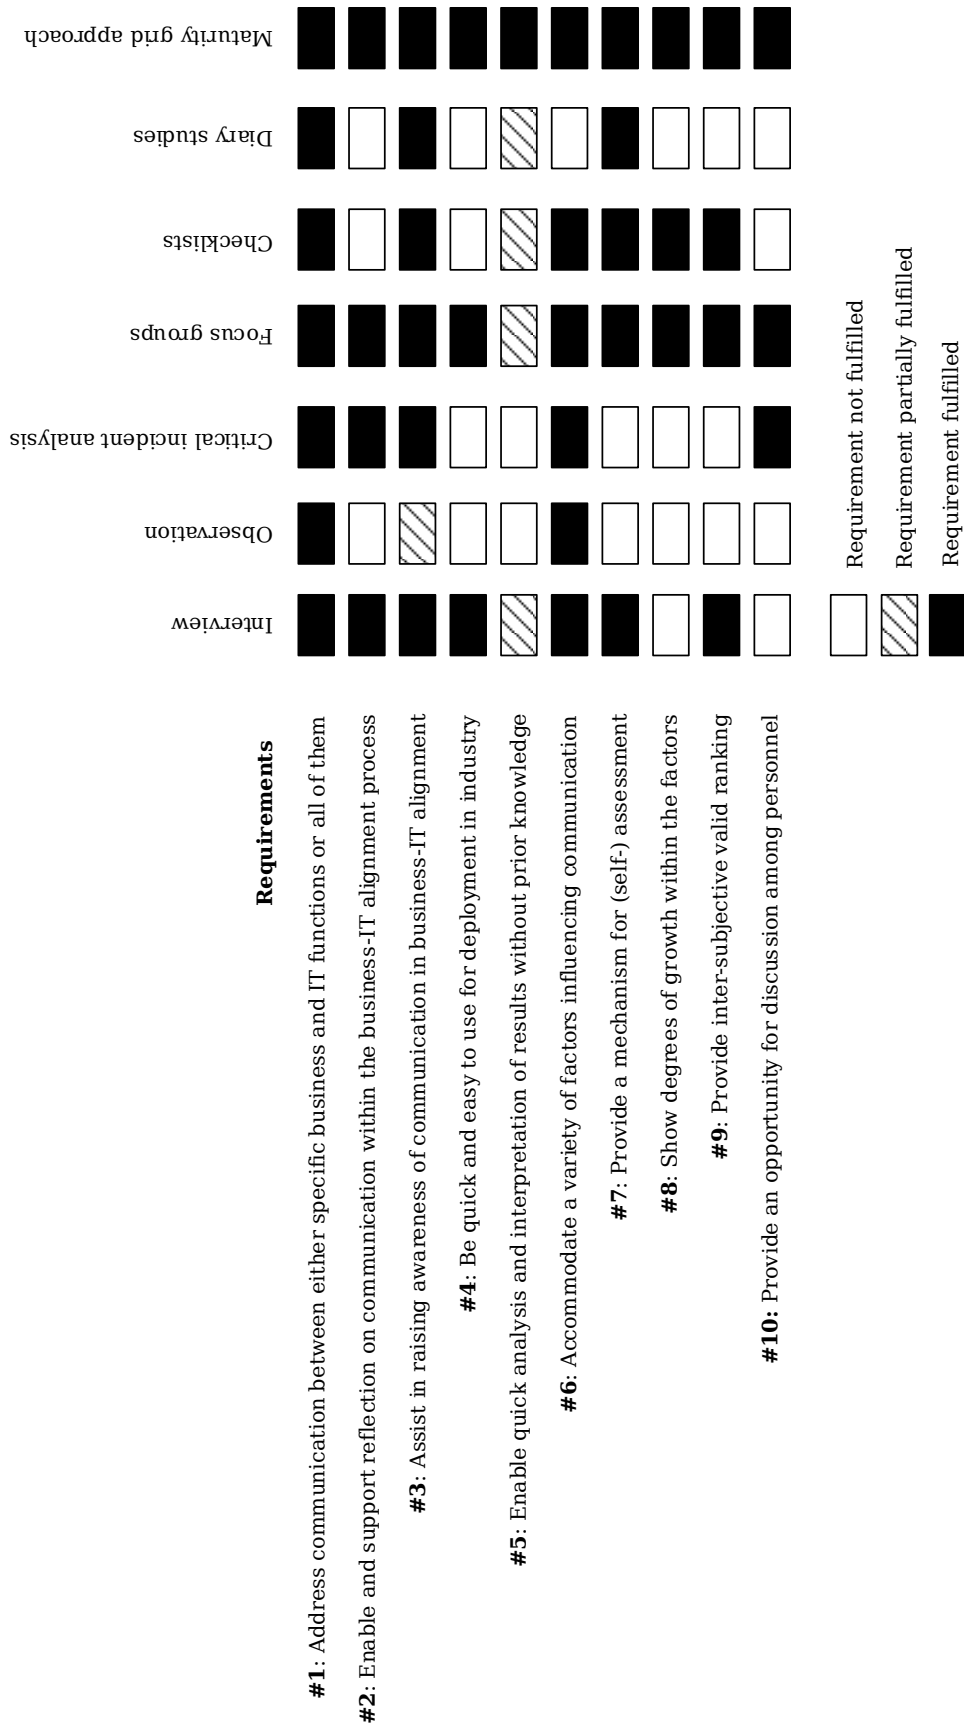 Requirements
Interview
Observation
Critical incident analysis
Focus groups
Checklists
Diary studies
Maturity grid approach
#1: Address communication between either specific business and IT functions or all of them
#2: Enable and support reflection on communication within the business-IT alignment process
#3: Assist in raising awareness of communication in business-IT alignment
#4: Be quick and easy to use for deployment in industry
#5: Enable quick analysis and interpretation of results without prior knowledge
#6: Accommodate a variety of factors influencing communication
#7: Provide a mechanism for (self-) assessment
#8: Show degrees of growth within the factors
#9: Provide inter-subjective valid ranking
#10: Provide an opportunity for discussion among personnel
Requirement not fulfilled
Requirement partially fulfilled
Requirement fulfilled